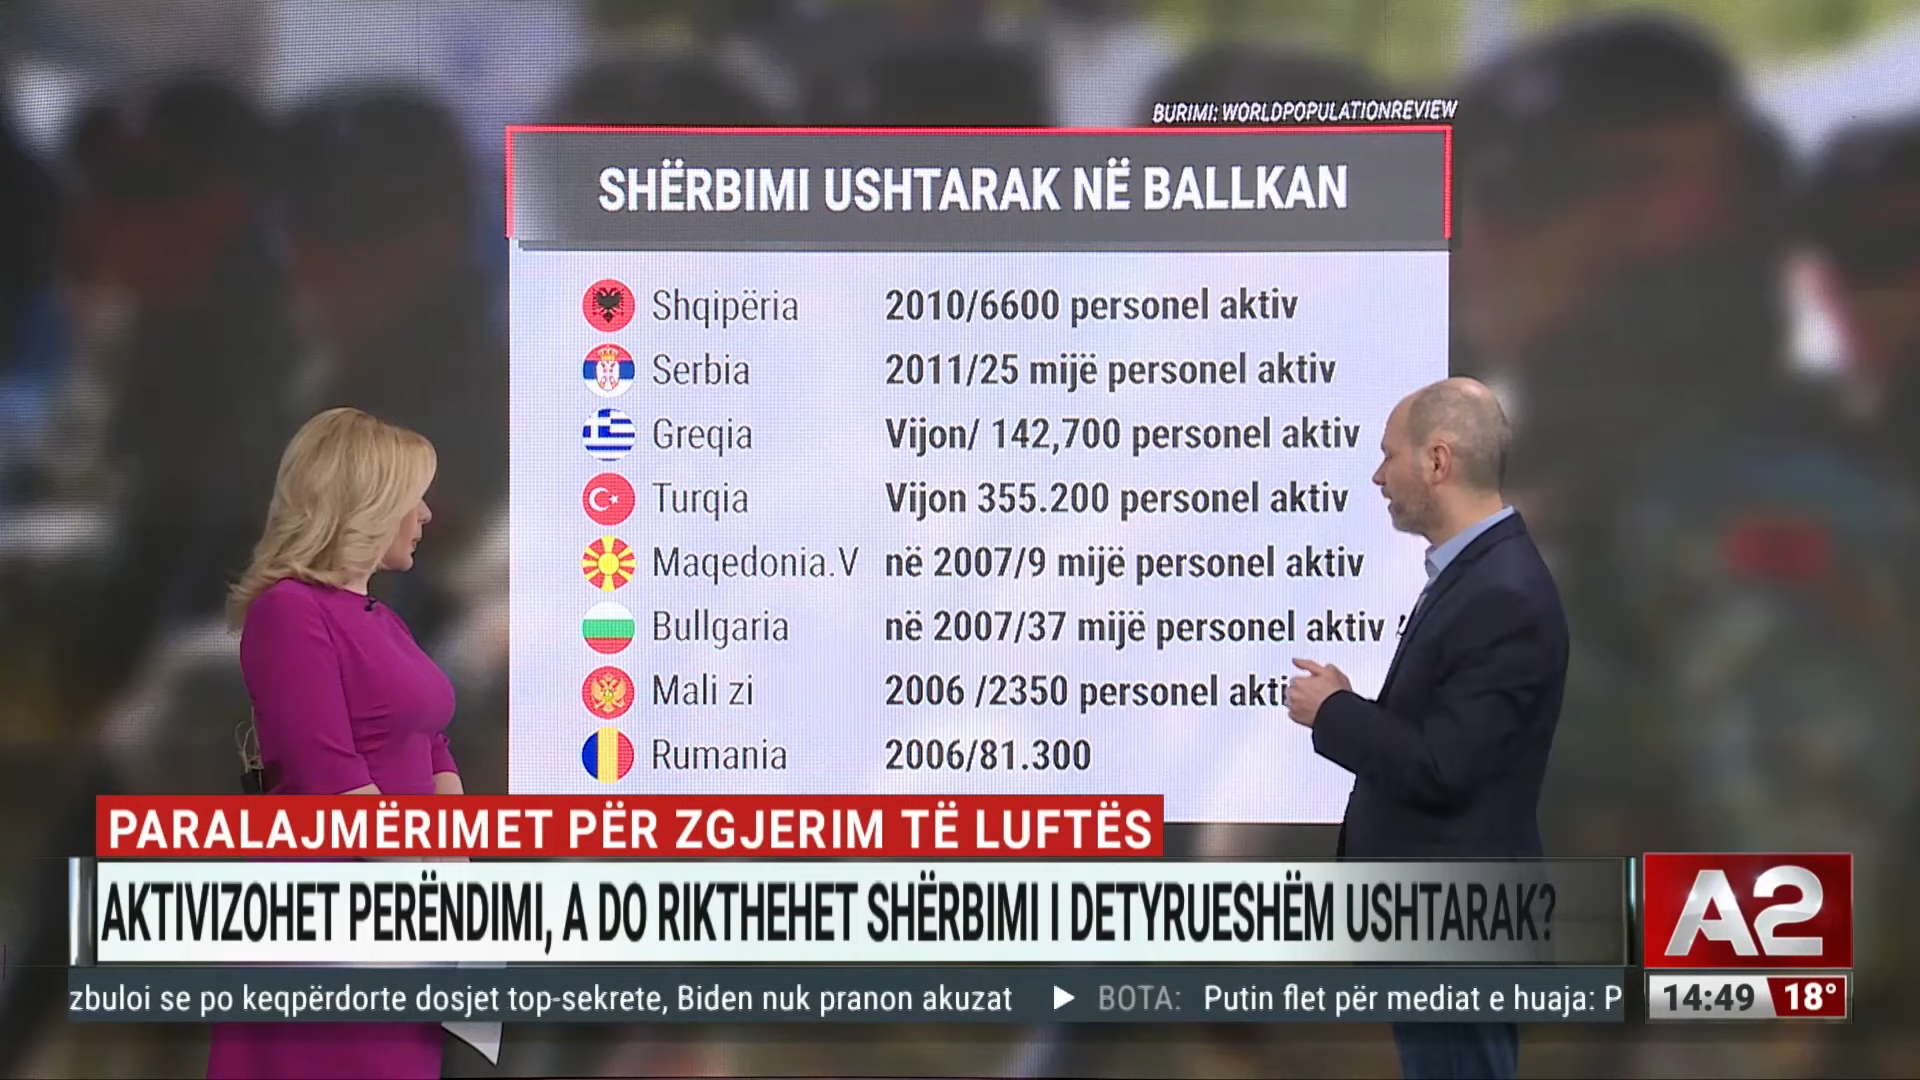 BURIMI: WORLDPOPULATIONREVIEW
SHËRBIMI USHTARAK NË BALLKAN
Shqipëria 2010/6600 personel aktiv
Serbia 2011/25 mijë personel aktiv
Greqia Vijon/ 142,700 personel aktiv
Turqia Vijon 355.200 personel aktiv
Maqedonia.V në 2007/9 mijë personel aktiv
Bullgaria në 2007/37 mijë personel aktiv
Mali zi 2006 /2350 personel akti
Rumania 2006/81.300
PARALAJMËRIMET PËR ZGJERIM TË LUFTËS
AKTIVIZOHET PERËNDIMI, A DO RIKTHEHET SHËRBIMI I DETYRUESHËM USHTARAK?
A2
zbuloi se po keqpërdorte dosjet top-sekrete, Biden nuk pranon akuzat ▶ BOTA: Putin flet për mediat e huaja: P
14:49 18°